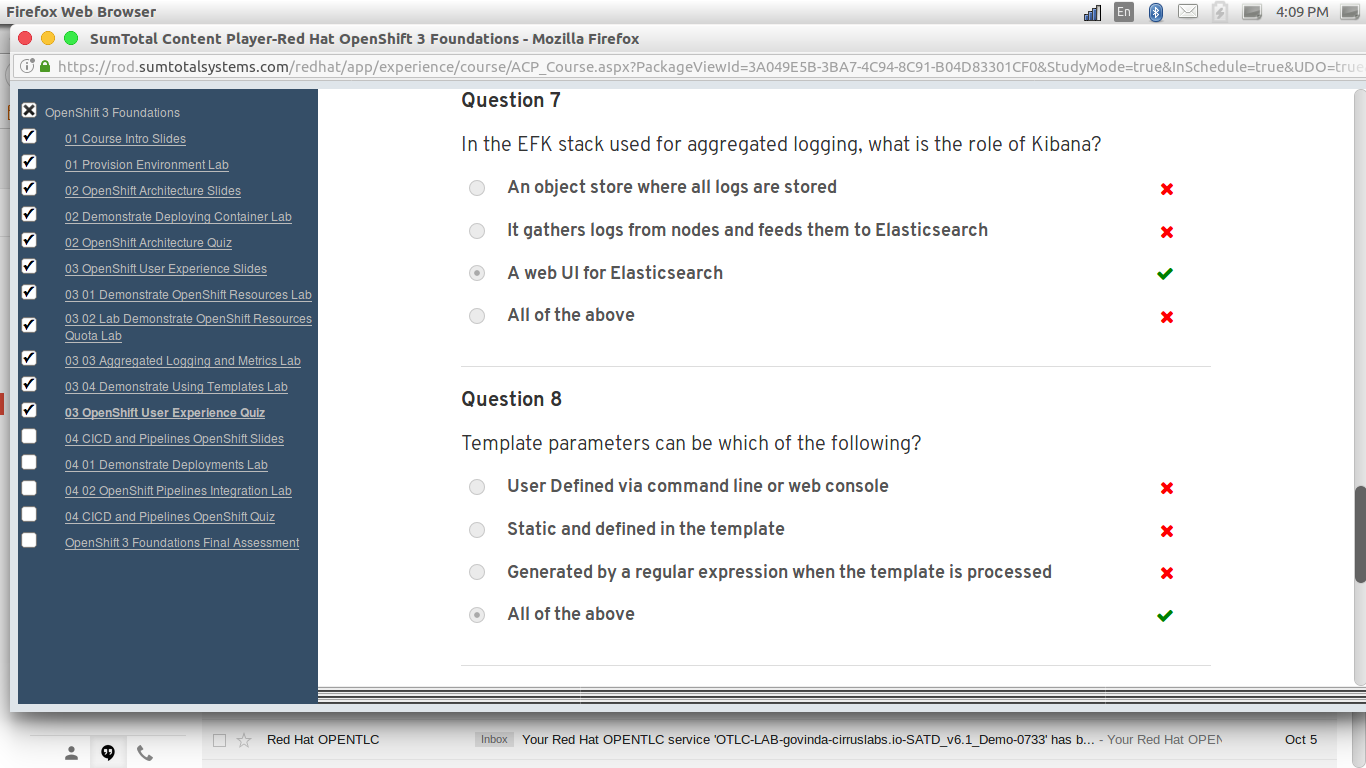 Firefox Web Browser
En
4:09 PM
SumTotal Content Player-Red Hat OpenShift 3 Foundations - Mozilla Firefox
https://rod.sumtotalsystems.com/redhat/app/experience/course/ACP_Course.aspx?PackageViewId=3A049E5B-3BA7-4C94-8C91-B04D83301CF0&StudyMode=true&InSchedule=true&UDO=true
OpenShift 3 Foundations
01 Course Intro Slides
01 Provision Environment Lab
02 OpenShift Architecture Slides
02 Demonstrate Deploying Container Lab
02 OpenShift Architecture Quiz
03 OpenShift User Experience Slides
03 01 Demonstrate OpenShift Resources Lab
03 02 Lab Demonstrate OpenShift Resources
Quota Lab
03 03 Aggregated Logging and Metrics Lab
03 04 Demonstrate Using Templates Lab
03 OpenShift User Experience Quiz
04 CICD and Pipelines OpenShift Slides
04 01 Demonstrate Deployments Lab
04 02 OpenShift Pipelines Integration Lab
04 CICD and Pipelines OpenShift Quiz
OpenShift 3 Foundations Final Assessment
Question 7
In the EFK stack used for aggregated logging, what is the role of Kibana?
An object store where all logs are stored
It gathers logs from nodes and feeds them to Elasticsearch
A web UI for Elasticsearch
All of the above
Question 8
Template parameters can be which of the following?
User Defined via command line or web console
Static and defined in the template
Generated by a regular expression when the template is processed
All of the above
Red Hat OPENTLC
Inbox
Your Red Hat OPENTLC service 'OTLC-LAB-govinda-cirruslabs.io-SATD_v6.1_Demo-0733' has b... - Your Red Hat OPEN
Oct 5